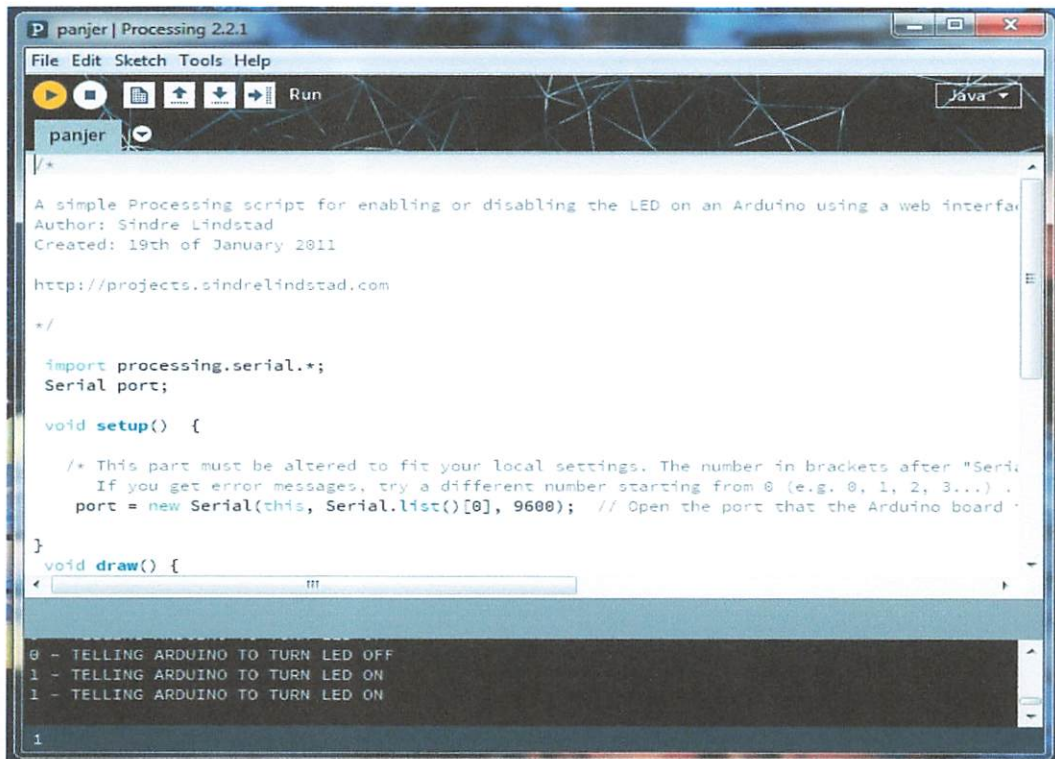 panjer | Processing 2.2.1
File Edit Sketch Tools Help
Run
Java
panjer
/*
A simple Processing script for enabling or disabling the LED on an Arduino using a web interfac
Author: Sindre Lindstad
Created: 19th of January 2011
http://projects.sindrelindstad.com
*/
import processing.serial.*;
Serial port;
void setup() {
/* This part must be altered to fit your local settings. The number in brackets after "Seria
If you get error messages, try a different number starting from 0 (e.g. 0, 1, 2, 3...) .
port = new Serial(this, Serial.list()[0], 9600); // Open the port that the Arduino board
}
void draw() {
0 - TELLING ARDUINO TO TURN LED OFF
1 - TELLING ARDUINO TO TURN LED ON
1 - TELLING ARDUINO TO TURN LED ON
1